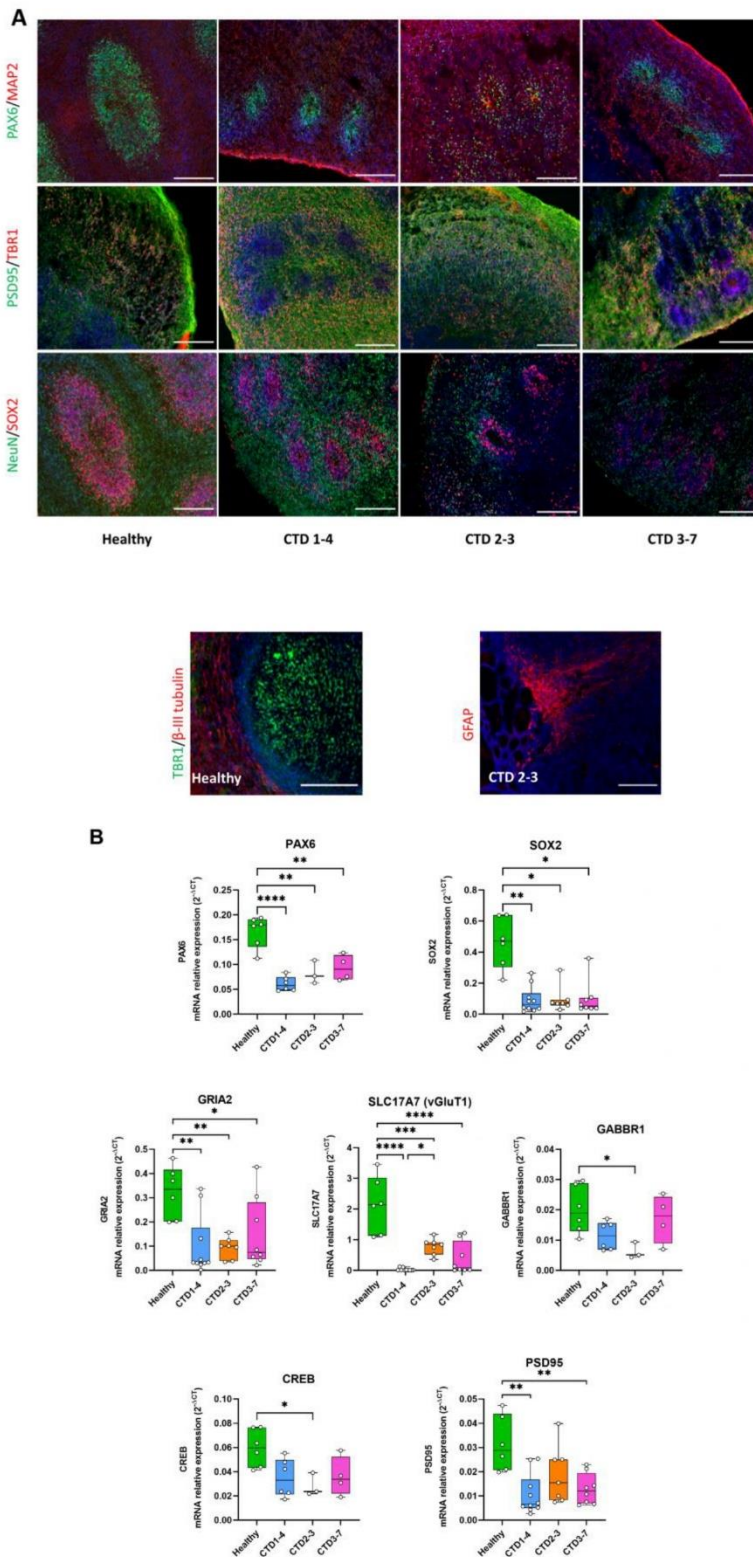 A
PAX6/MAP2
PSD95/TBR1
NeuN/SOX2
Healthy CTD 1-4 CTD 2-3 CTD 3-7
TBR1/β-III tubulin
Healthy
GFAP
CTD 2-3
B
PAX6
mRNA relative expression (2^-ΔCT)
PAX6
0.20
0.15
0.10
0.05
0.00
**
**
****
Healthy
CTD1-4
CTD2-3
CTD3-7
SOX2
mRNA relative expression (2^-ΔCT)
SOX2
0.8
0.6
0.4
0.2
0.0
*
*
**
Healthy
CTD1-4
CTD2-3
CTD3-7
GRIA2
mRNA relative expression (2^-ΔCT)
GRIA2
0.5
0.4
0.3
0.2
0.1
0.0
*
**
**
Healthy
CTD1-4
CTD2-3
CTD3-7
SLC17A7 (vGluT1)
mRNA relative expression (2^-ΔCT)
SLC17A7
4
3
2
1
0
****
***
**** *
Healthy
CTD1-4
CTD2-3
CTD3-7
GABBR1
mRNA relative expression (2^-ΔCT)
GABBR1
0.04
0.03
0.02
0.01
0.00
*
Healthy
CTD1-4
CTD2-3
CTD3-7
CREB
mRNA relative expression (2^-ΔCT)
CREB
0.10
0.08
0.06
0.04
0.02
0.00
*
Healthy
CTD1-4
CTD2-3
CTD3-7
PSD95
mRNA relative expression (2^-ΔCT)
PSD95
0.05
0.04
0.03
0.02
0.01
0.00
**
**
Healthy
CTD1-4
CTD2-3
CTD3-7